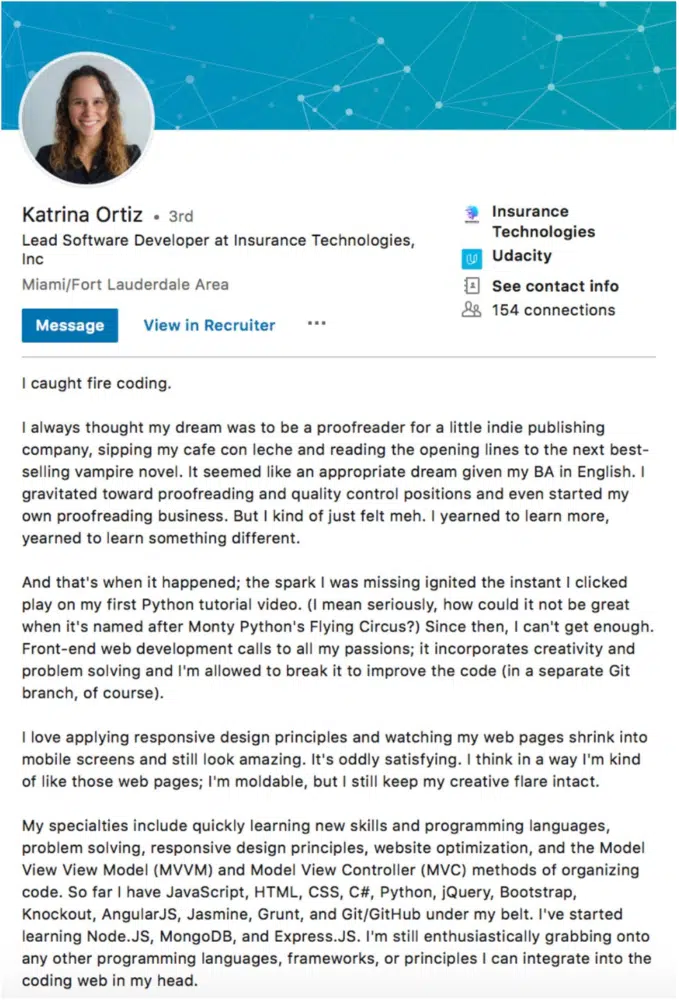 Katrina Ortiz • 3rd
Lead Software Developer at Insurance Technologies,
Inc
Miami/Fort Lauderdale Area
Message
View in Recruiter
...
Insurance
Technologies
Udacity
See contact info
154 connections
I caught fire coding.
I always thought my dream was to be a proofreader for a little indie publishing
company, sipping my cafe con leche and reading the opening lines to the next best-
selling vampire novel. It seemed like an appropriate dream given my BA in English. I
gravitated toward proofreading and quality control positions and even started my
own proofreading business. But I kind of just felt meh. I yearned to learn more,
yearned to learn something different.
And that's when it happened; the spark I was missing ignited the instant I clicked
play on my first Python tutorial video. (I mean seriously, how could it not be great
when it's named after Monty Python's Flying Circus?) Since then, I can't get enough.
Front-end web development calls to all my passions; it incorporates creativity and
problem solving and I'm allowed to break it to improve the code (in a separate Git
branch, of course).
I love applying responsive design principles and watching my web pages shrink into
mobile screens and still look amazing. It's oddly satisfying. I think in a way I'm kind
of like those web pages; I'm moldable, but I still keep my creative flare intact.
My specialties include quickly learning new skills and programming languages,
problem solving, responsive design principles, website optimization, and the Model
View View Model (MVVM) and Model View Controller (MVC) methods of organizing
code. So far I have JavaScript, HTML, CSS, C#, Python, jQuery, Bootstrap,
Knockout, AngularJS, Jasmine, Grunt, and Git/GitHub under my belt. I've started
learning Node.JS, MongoDB, and Express.JS. I'm still enthusiastically grabbing onto
any other programming languages, frameworks, or principles I can integrate into the
coding web in my head.